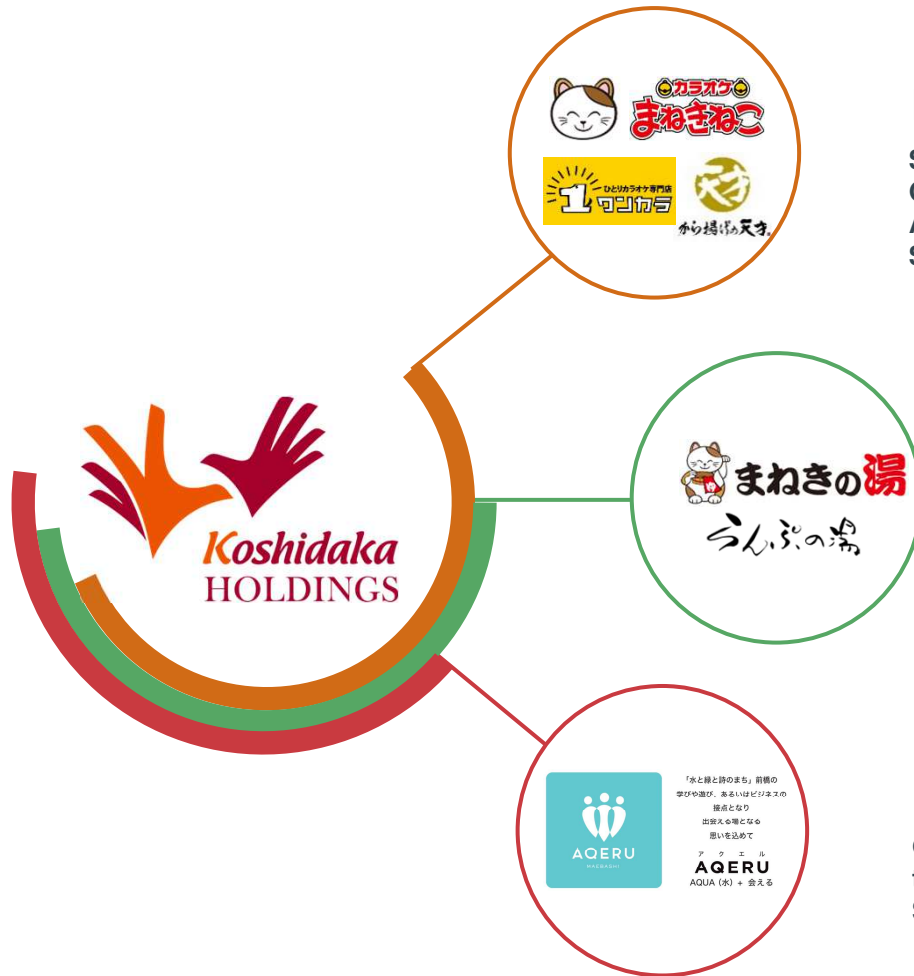 カラオケ
まねきねこ
ひとりカラオケ専門店
1 ワンカラ
天才
から揚げの天才。
Koshidaka
HOLDINGS
まねきの湯
らんぷの湯
AQERU
MAEBASHI
「水と緑と詩のまち」前橋の
学びや遊び、あるいはビジネスの
接点となり
出会える場となる
思いを込めて
アクエル
AQERU
AQUA（水）+ 会える